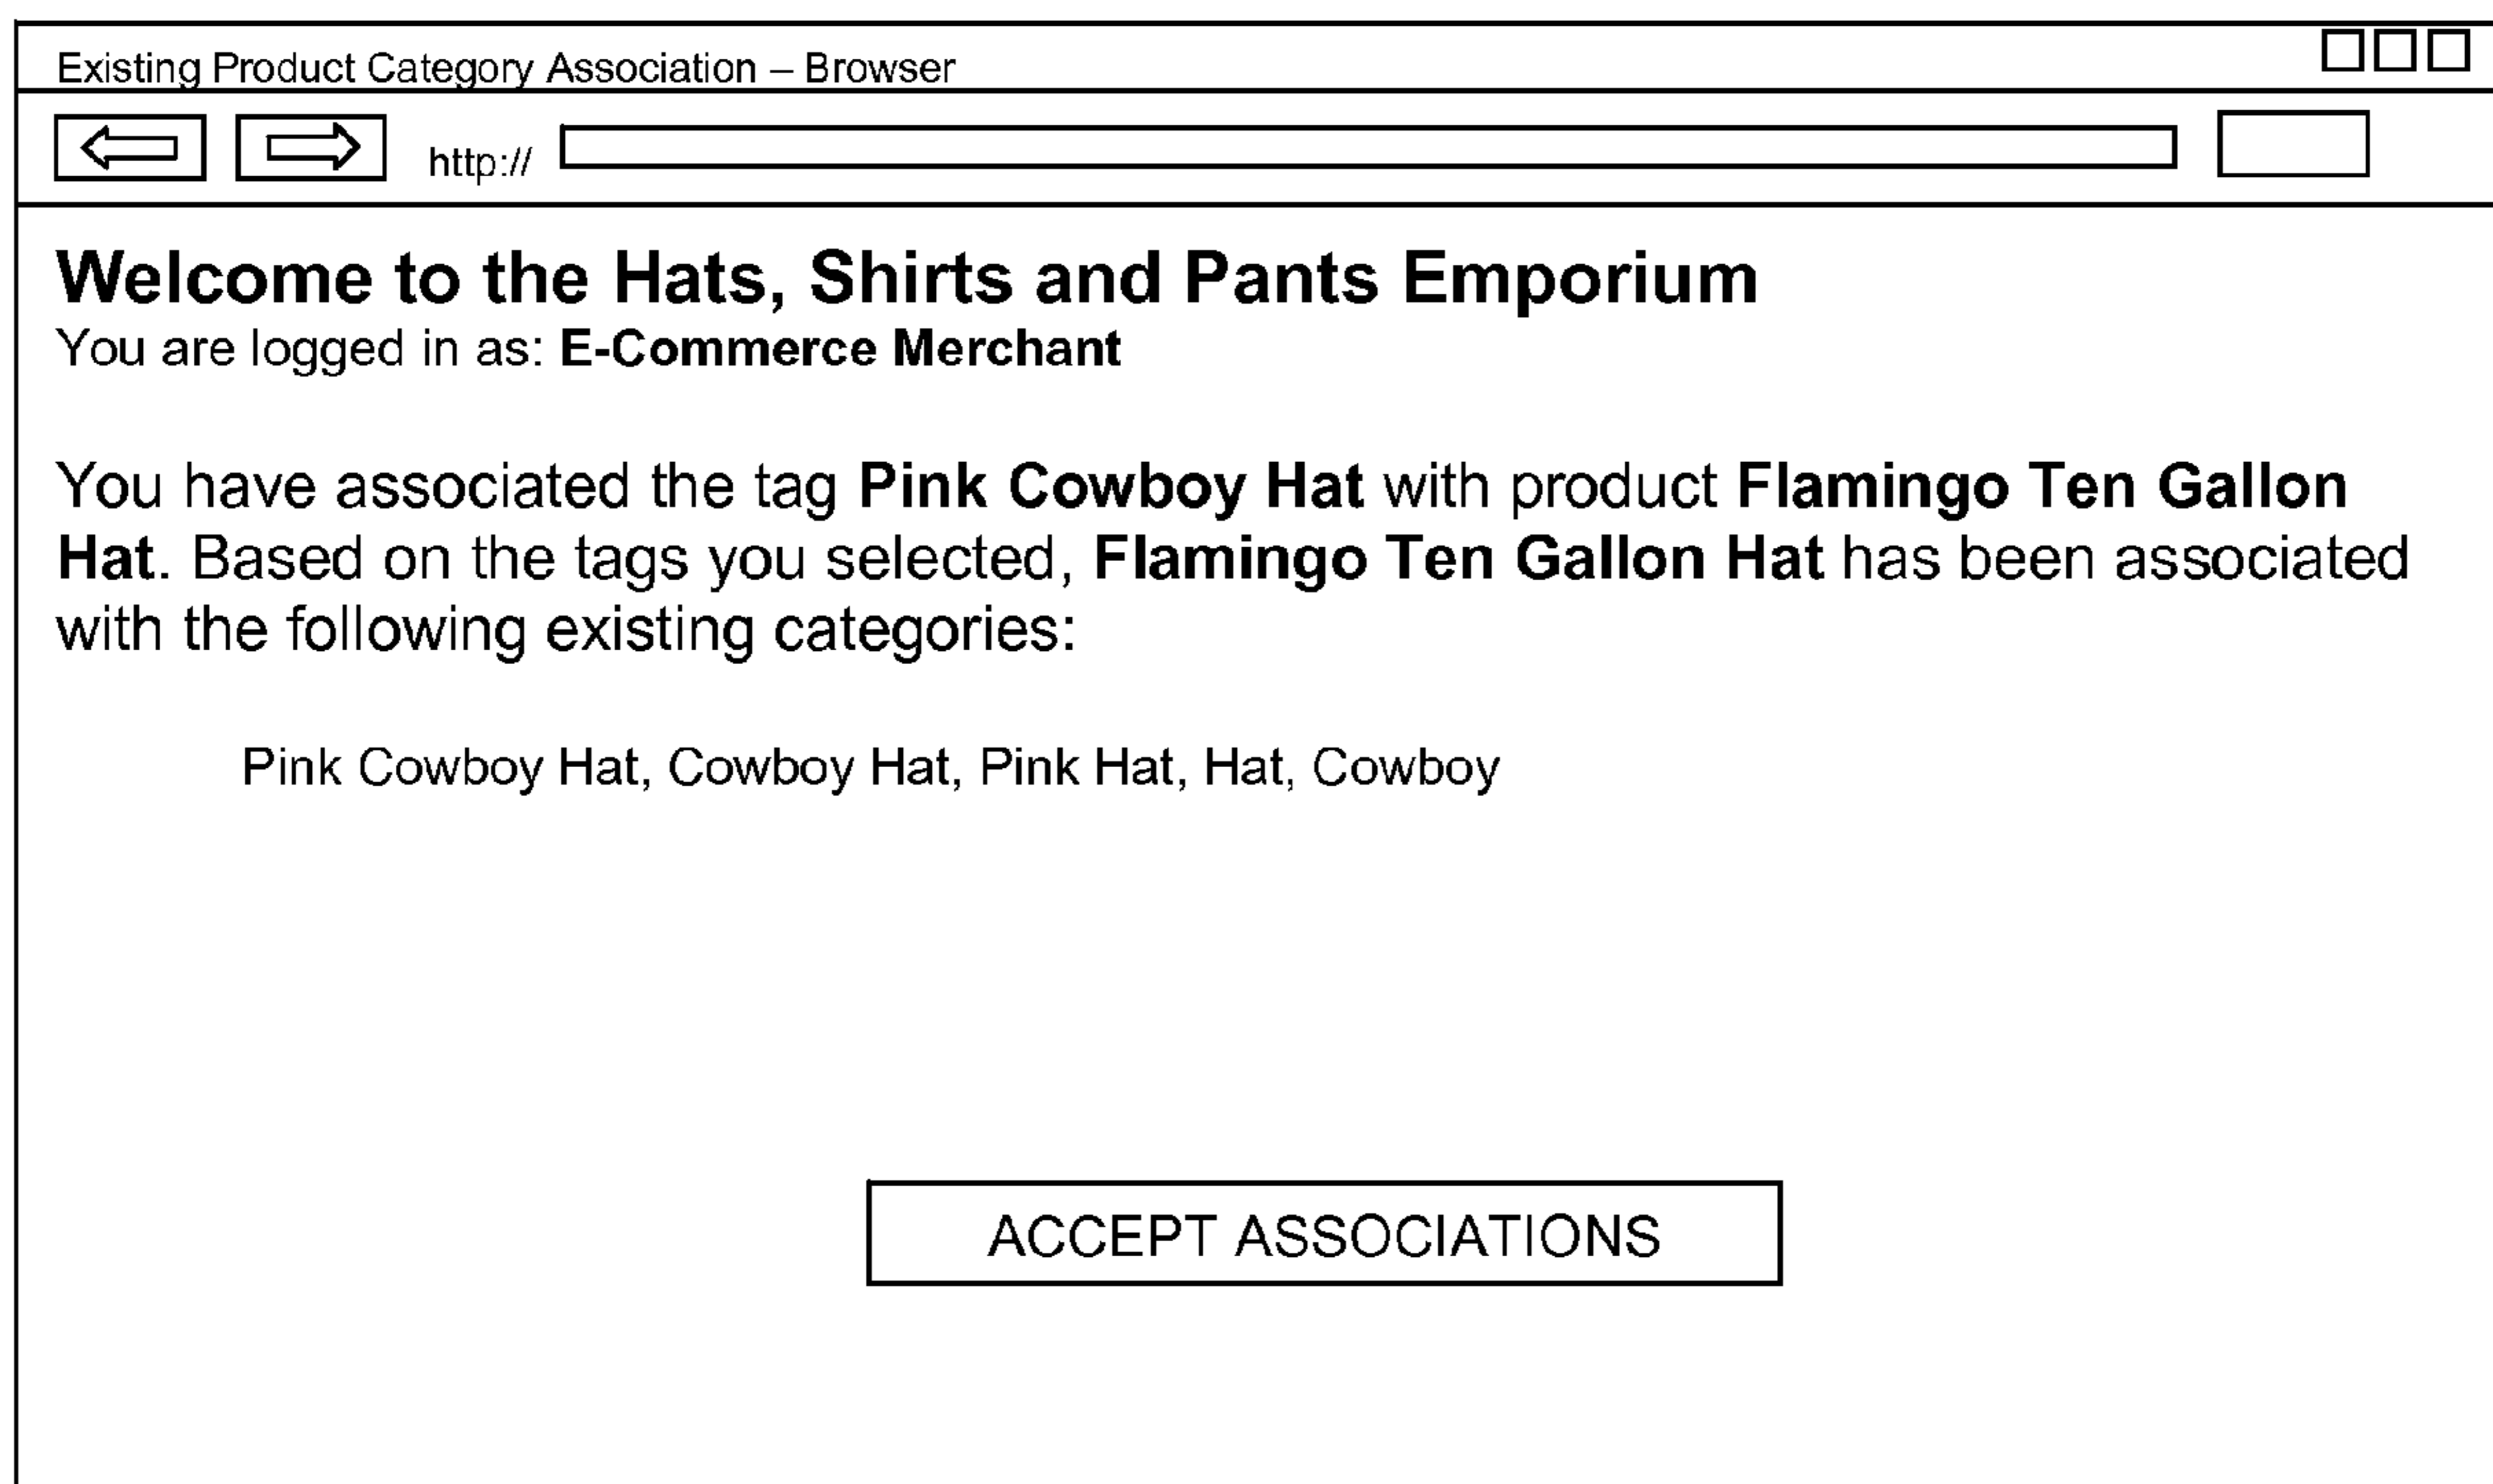 Existing Product Category Association – Browser
http://
Welcome to the Hats, Shirts and Pants Emporium
You are logged in as: E-Commerce Merchant
You have associated the tag Pink Cowboy Hat with product Flamingo Ten Gallon
Hat. Based on the tags you selected, Flamingo Ten Gallon Hat has been associated
with the following existing categories:
Pink Cowboy Hat, Cowboy Hat, Pink Hat, Hat, Cowboy
ACCEPT ASSOCIATIONS